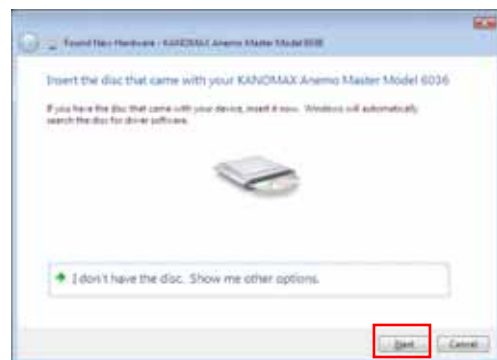 Found New Hardware - KANOMAX Anemo Master Model 6036
Insert the disc that came with your KANOMAX Anemo Master Model 6036
If you have the disc that came with your device, insert it now. Windows will automatically
search the disc for driver software.
I don't have the disc. Show me other options.
Next
Cancel